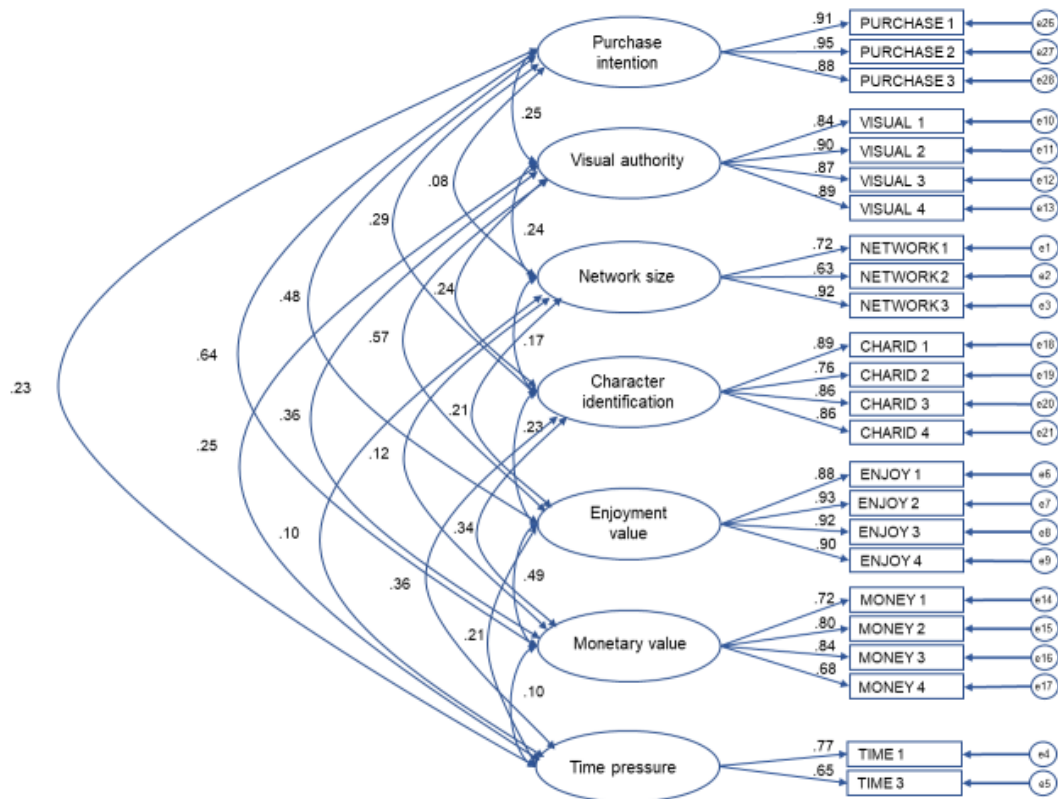 .91
PURCHASE 1
e26
Purchase
intention
.95
PURCHASE 2
e27
.88
PURCHASE 3
e28
.25
.84
VISUAL 1
e10
.90
VISUAL 2
e11
Visual authority
.87
VISUAL 3
e12
.89
VISUAL 4
e13
.08
.29
.24
.72
NETWORK 1
e1
Network size
.63
NETWORK 2
e2
.92
NETWORK 3
e3
.48
.24
.57
.17
.64
.89
CHARID 1
e18
Character
identification
.76
CHARID 2
e19
.86
CHARID 3
e20
.86
CHARID 4
e21
.23
.36
.21
.23
.25
.12
.88
ENJOY 1
e6
Enjoyment
value
.93
ENJOY 2
e7
.92
ENJOY 3
e8
.90
ENJOY 4
e9
.10
.34
.36
.49
.72
MONEY 1
e14
.21
Monetary value
.80
MONEY 2
e15
.84
MONEY 3
e16
.68
MONEY 4
e17
.10
.77
TIME 1
e4
Time pressure
.65
TIME 3
e5